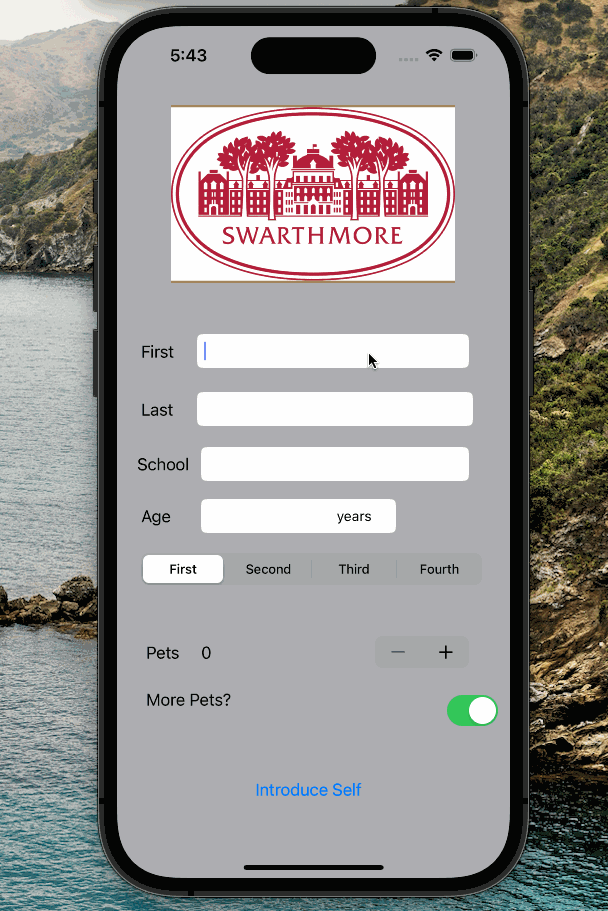 5:43
SWARTHMORE
First
Last
School
Age years
First Second Third Fourth
Pets 0
More Pets?
Introduce Self